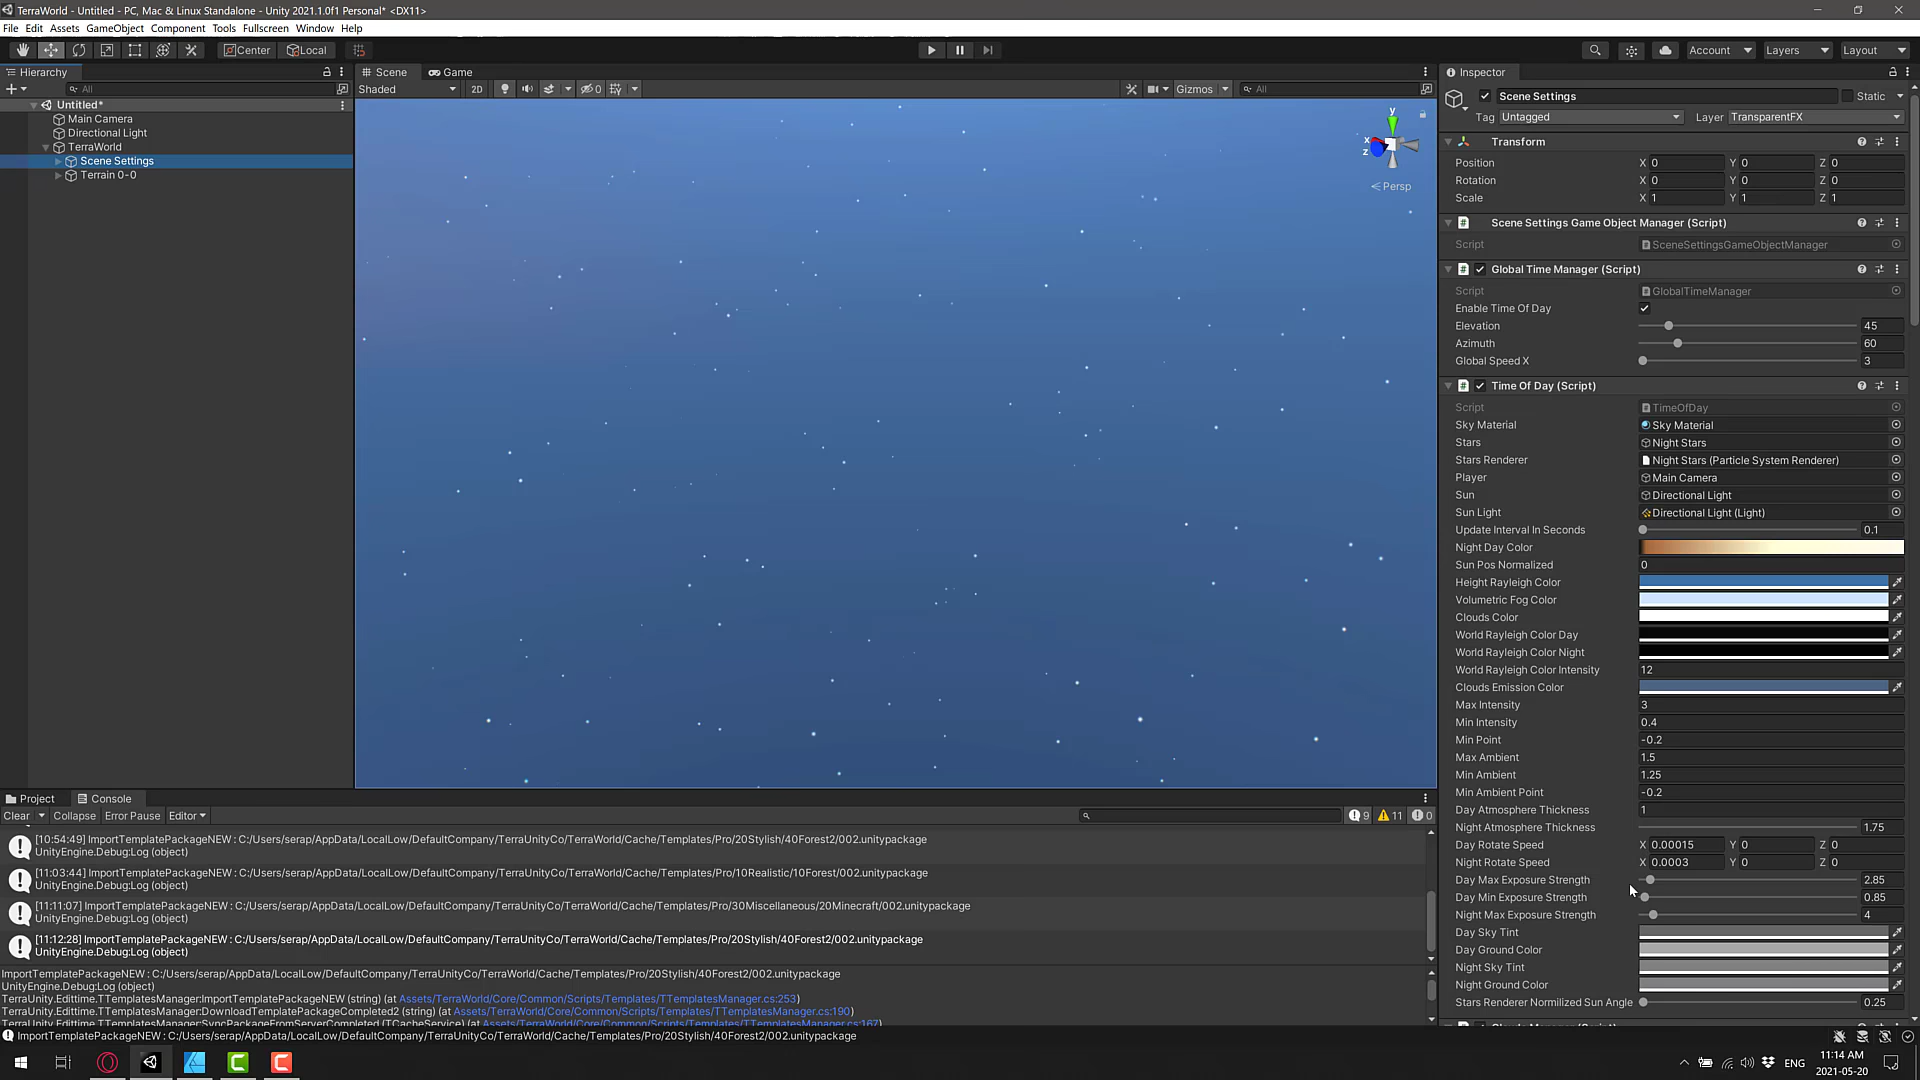 TerraWorld - Untitled - PC, Mac & Linux Standalone - Unity 2021.1.0f1 Personal* <DX11>
File Edit Assets GameObject Component Tools Fullscreen Window Help
Center Local Account Layers Layout
Hierarchy
All
Untitled*
Main Camera
Directional Light
TerraWorld
Scene Settings
Terrain 0-0
Scene Game
Shaded 2D 0 Gizmos All
y
x
z
Persp
Inspector
Scene Settings Static
Tag Untagged Layer TransparentFX
Transform
Position X 0 Y 0 Z 0
Rotation X 0 Y 0 Z 0
Scale X 1 Y 1 Z 1
Scene Settings Game Object Manager (Script)
Script SceneSettingsGameObjectManager
Global Time Manager (Script)
Script GlobalTimeManager
Enable Time Of Day
Elevation 45
Azimuth 60
Global Speed X 3
Time Of Day (Script)
Script TimeOfDay
Sky Material Sky Material
Stars Night Stars
Stars Renderer Night Stars (Particle System Renderer)
Player Main Camera
Sun Directional Light
Sun Light Directional Light (Light)
Update Interval In Seconds 0.1
Night Day Color
Sun Pos Normalized 0
Height Rayleigh Color
Volumetric Fog Color
Clouds Color
World Rayleigh Color Day
World Rayleigh Color Night
World Rayleigh Color Intensity 12
Clouds Emission Color
Max Intensity 3
Min Intensity 0.4
Min Point -0.2
Max Ambient 1.5
Min Ambient 1.25
Min Ambient Point -0.2
Day Atmosphere Thickness 1
Night Atmosphere Thickness 1.75
Day Rotate Speed X 0.00015 Y 0 Z 0
Night Rotate Speed X 0.0003 Y 0 Z 0
Day Max Exposure Strength 2.85
Day Min Exposure Strength 0.85
Night Max Exposure Strength 4
Day Sky Tint
Day Ground Color
Night Sky Tint
Night Ground Color
Stars Renderer Normilized Sun Angle 0.25
Project Console
Clear Collapse Error Pause Editor 9 11 0
[10:54:49] ImportTemplatePackageNEW : C:/Users/serap/AppData/LocalLow/DefaultCompany/TerraUnityCo/TerraWorld/Cache/Templates/Pro/20Stylish/40Forest2/002.unitypackage
UnityEngine.Debug:Log (object)
[11:03:44] ImportTemplatePackageNEW : C:/Users/serap/AppData/LocalLow/DefaultCompany/TerraUnityCo/TerraWorld/Cache/Templates/Pro/10Realistic/10Forest/002.unitypackage
UnityEngine.Debug:Log (object)
[11:11:07] ImportTemplatePackageNEW : C:/Users/serap/AppData/LocalLow/DefaultCompany/TerraUnityCo/TerraWorld/Cache/Templates/Pro/30Miscellaneous/20Minecraft/002.unitypackage
UnityEngine.Debug:Log (object)
[11:12:28] ImportTemplatePackageNEW : C:/Users/serap/AppData/LocalLow/DefaultCompany/TerraUnityCo/TerraWorld/Cache/Templates/Pro/20Stylish/40Forest2/002.unitypackage
UnityEngine.Debug:Log (object)
ImportTemplatePackageNEW : C:/Users/serap/AppData/LocalLow/DefaultCompany/TerraUnityCo/TerraWorld/Cache/Templates/Pro/20Stylish/40Forest2/002.unitypackage
UnityEngine.Debug:Log (object)
TerraUnity.Edittime.TTemplatesManager:ImportTemplatePackageNEW (string) (at Assets/TerraWorld/Core/Common/Scripts/Templates/TTemplatesManager.cs:253)
TerraUnity.Edittime.TTemplatesManager:DownloadTemplatePackageCompleted2 (string) (at Assets/TerraWorld/Core/Common/Scripts/Templates/TTemplatesManager.cs:190)
TerraUnity.Edittime.TTemplatesManager:SyncPackageFromServerCompleted (TCacheService) (at Assets/TerraWorld/Core/Common/Scripts/Templates/TTemplatesManager.cs:167)
ImportTemplatePackageNEW : C:/Users/serap/AppData/LocalLow/DefaultCompany/TerraUnityCo/TerraWorld/Cache/Templates/Pro/20Stylish/40Forest2/002.unitypackage
ENG
11:14 AM
2021-05-20